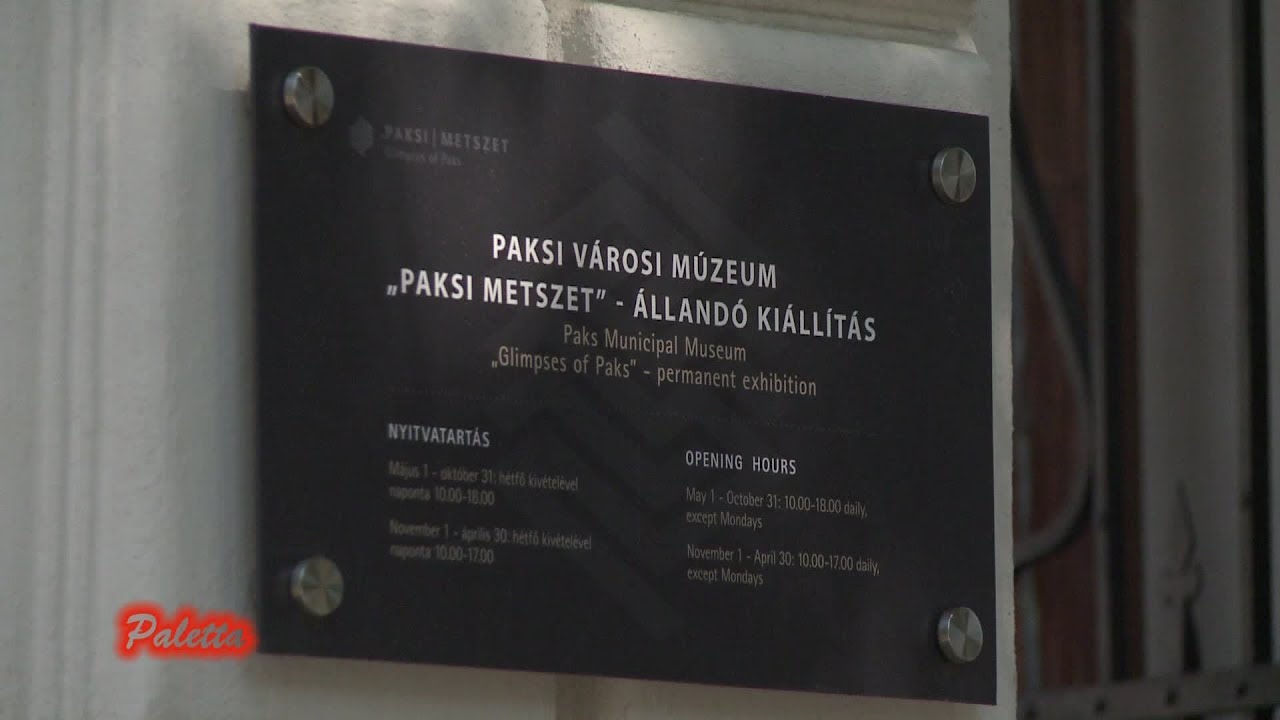 PAKSI | METSZET
Glimpses of Paks
PAKSI VÁROSI MÚZEUM
„PAKSI METSZET” - ÁLLANDÓ KIÁLLÍTÁS
Paks Municipal Museum
„Glimpses of Paks” - permanent exhibition
NYITVATARTÁS
Május 1 - október 31: hétfő kivételével
naponta 10.00-18.00
November 1 - április 30: hétfő kivételével
naponta 10.00-17.00
OPENING HOURS
May 1 - October 31: 10.00-18.00 daily,
except Mondays
November 1 - April 30: 10.00-17.00 daily,
except Mondays
Paletta